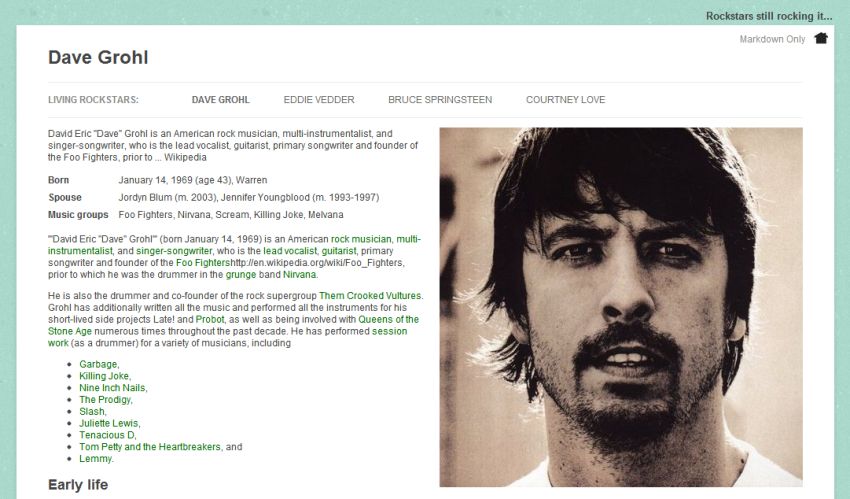 Rockstars still rocking it...
Markdown Only
Dave Grohl
LIVING ROCKSTARS: DAVE GROHL EDDIE VEDDER BRUCE SPRINGSTEEN COURTNEY LOVE
David Eric "Dave" Grohl is an American rock musician, multi-instrumentalist, and
singer-songwriter, who is the lead vocalist, guitarist, primary songwriter and founder of
the Foo Fighters, prior to ... Wikipedia
Born January 14, 1969 (age 43), Warren
Spouse Jordyn Blum (m. 2003), Jennifer Youngblood (m. 1993-1997)
Music groups Foo Fighters, Nirvana, Scream, Killing Joke, Melvana
'"David Eric "Dave" Grohl'" (born January 14, 1969) is an American rock musician, multi-
instrumentalist, and singer-songwriter, who is the lead vocalist, guitarist, primary
songwriter and founder of the Foo Fightershttp://en.wikipedia.org/wiki/Foo_Fighters,
prior to which he was the drummer in the grunge band Nirvana.
He is also the drummer and co-founder of the rock supergroup Them Crooked Vultures.
Grohl has additionally written all the music and performed all the instruments for his
short-lived side projects Late! and Probot, as well as being involved with Queens of the
Stone Age numerous times throughout the past decade. He has performed session
work (as a drummer) for a variety of musicians, including
• Garbage,
• Killing Joke,
• Nine Inch Nails,
• The Prodigy,
• Slash,
• Juliette Lewis,
• Tenacious D,
• Tom Petty and the Heartbreakers, and
• Lemmy.
Early life